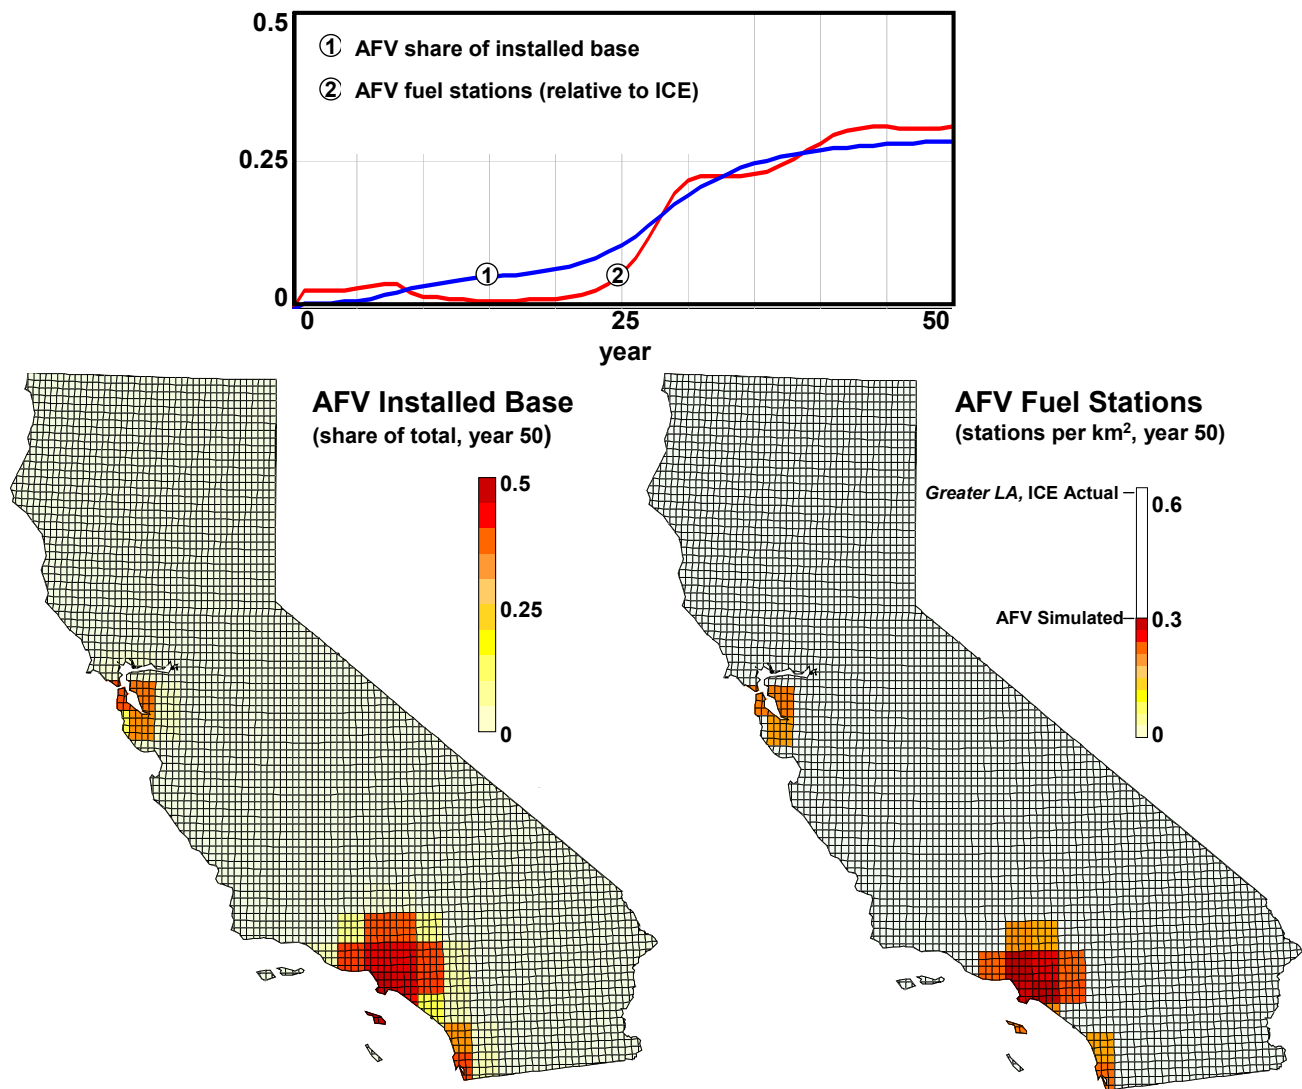 0.5
① AFV share of installed base
② AFV fuel stations (relative to ICE)
0.25
① ②
0
0 25 50
year
AFV Installed Base
(share of total, year 50)
0.5
0.25
0
AFV Fuel Stations
(stations per km², year 50)
Greater LA, ICE Actual
0.6
AFV Simulated
0.3
0